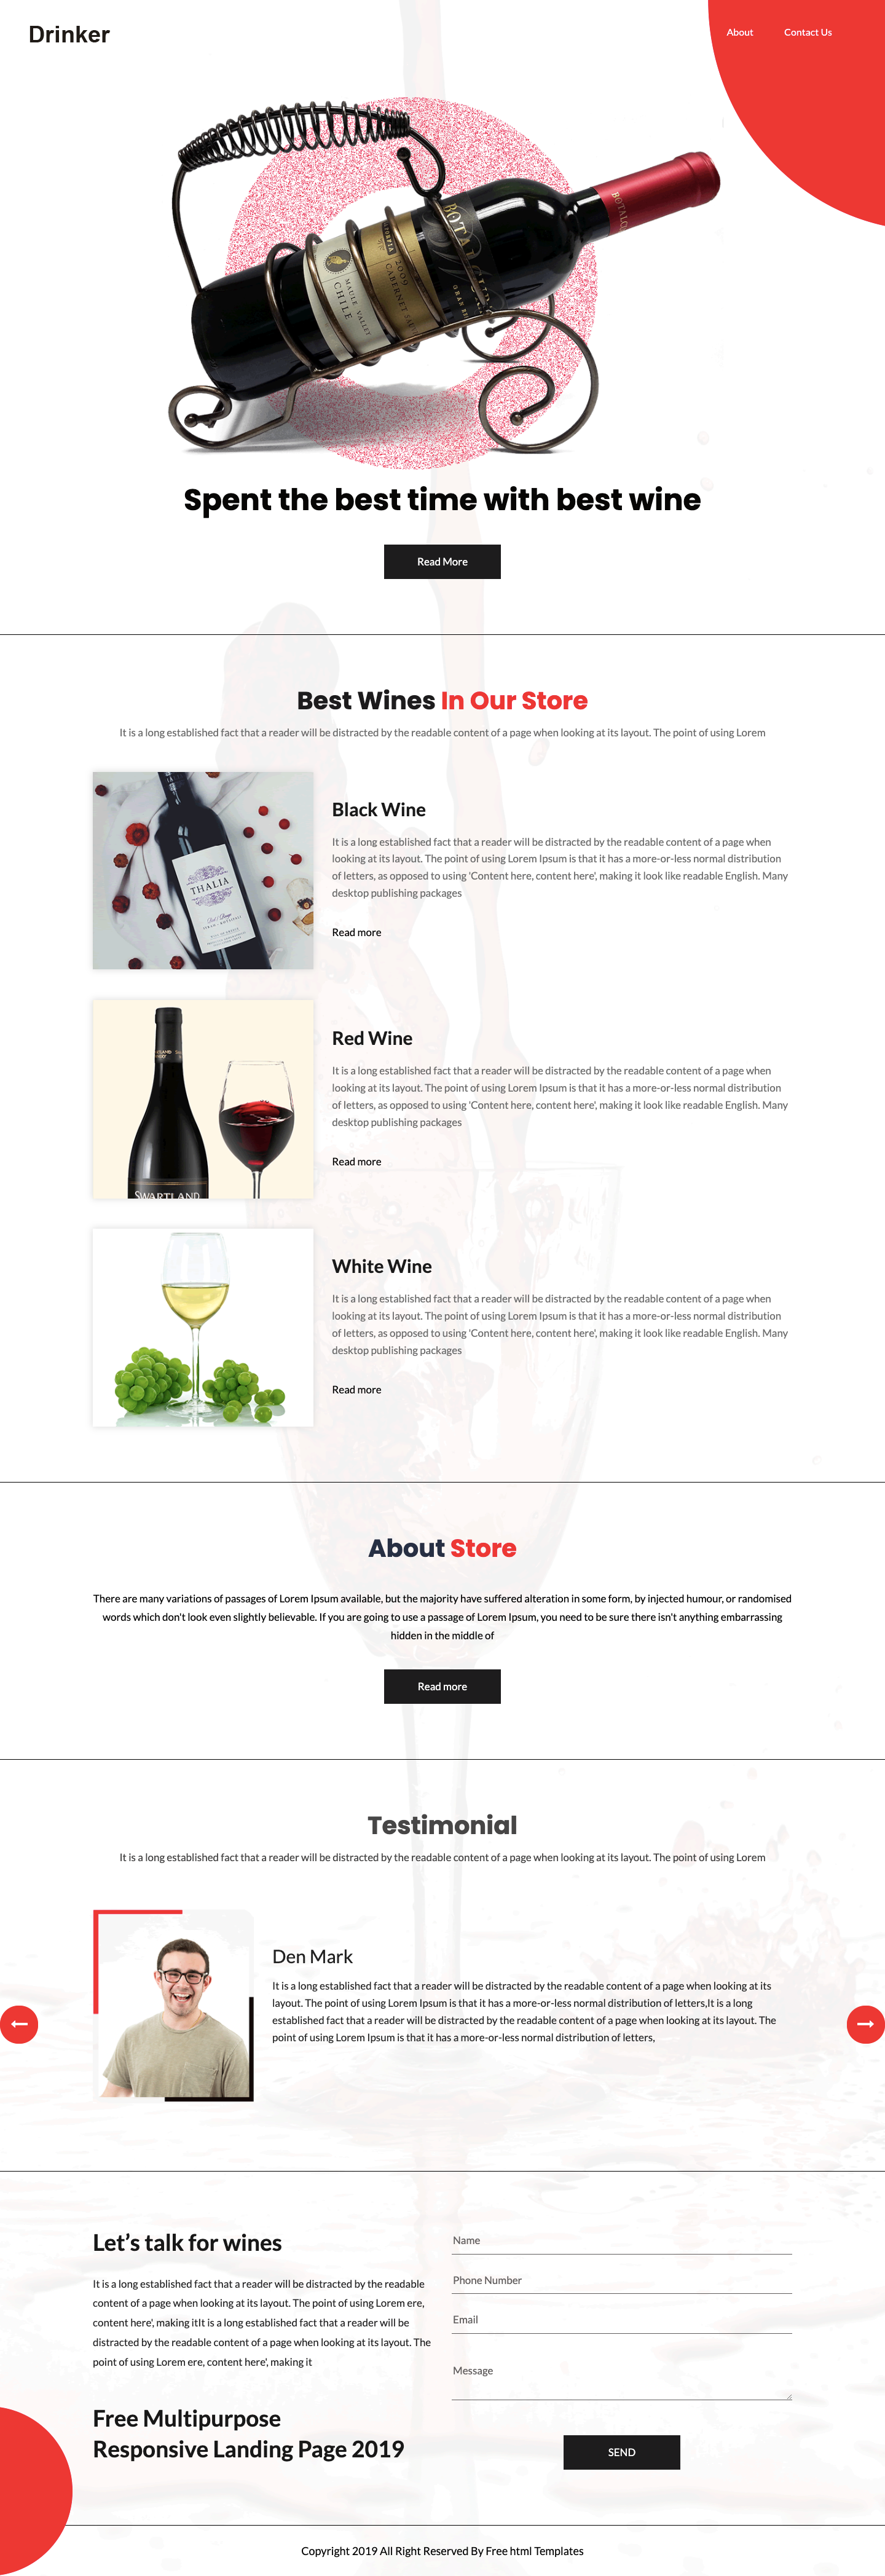 Drinker
About
Contact Us
BOTALC
MAULE VALLEY
CHILE
2009
CABERNET
Spent the best time with best wine
Read More
Best Wines In Our Store
It is a long established fact that a reader will be distracted by the readable content of a page when looking at its layout. The point of using Lorem
THALIA
Black Wine
It is a long established fact that a reader will be distracted by the readable content of a page when
looking at its layout. The point of using Lorem Ipsum is that it has a more-or-less normal distribution
of letters, as opposed to using 'Content here, content here', making it look like readable English. Many
desktop publishing packages
Read more
SWARTLAND
Red Wine
It is a long established fact that a reader will be distracted by the readable content of a page when
looking at its layout. The point of using Lorem Ipsum is that it has a more-or-less normal distribution
of letters, as opposed to using 'Content here, content here', making it look like readable English. Many
desktop publishing packages
Read more
White Wine
It is a long established fact that a reader will be distracted by the readable content of a page when
looking at its layout. The point of using Lorem Ipsum is that it has a more-or-less normal distribution
of letters, as opposed to using 'Content here, content here', making it look like readable English. Many
desktop publishing packages
Read more
About Store
There are many variations of passages of Lorem Ipsum available, but the majority have suffered alteration in some form, by injected humour, or randomised
words which don't look even slightly believable. If you are going to use a passage of Lorem Ipsum, you need to be sure there isn't anything embarrassing
hidden in the middle of
Read more
Testimonial
It is a long established fact that a reader will be distracted by the readable content of a page when looking at its layout. The point of using Lorem
Den Mark
It is a long established fact that a reader will be distracted by the readable content of a page when looking at its
layout. The point of using Lorem Ipsum is that it has a more-or-less normal distribution of letters,It is a long
established fact that a reader will be distracted by the readable content of a page when looking at its layout. The
point of using Lorem Ipsum is that it has a more-or-less normal distribution of letters,
Let's talk for wines
It is a long established fact that a reader will be distracted by the readable
content of a page when looking at its layout. The point of using Lorem ere,
content here', making itIt is a long established fact that a reader will be
distracted by the readable content of a page when looking at its layout. The
point of using Lorem ere, content here', making it
Free Multipurpose
Responsive Landing Page 2019
Name
Phone Number
Email
Message
SEND
Copyright 2019 All Right Reserved By Free html Templates